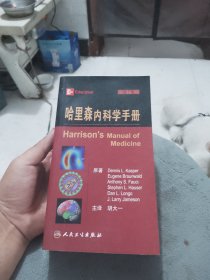 哈里森内科学手册
Harrison's Manual of
Medicine
原著 Dennis L. Kasper
Eugene Braunwald
Anthony S. Fauci
Stephen L. Hauser
Dan L. Longo
J. Larry Jameson
主译 胡大一
人民卫生出版社